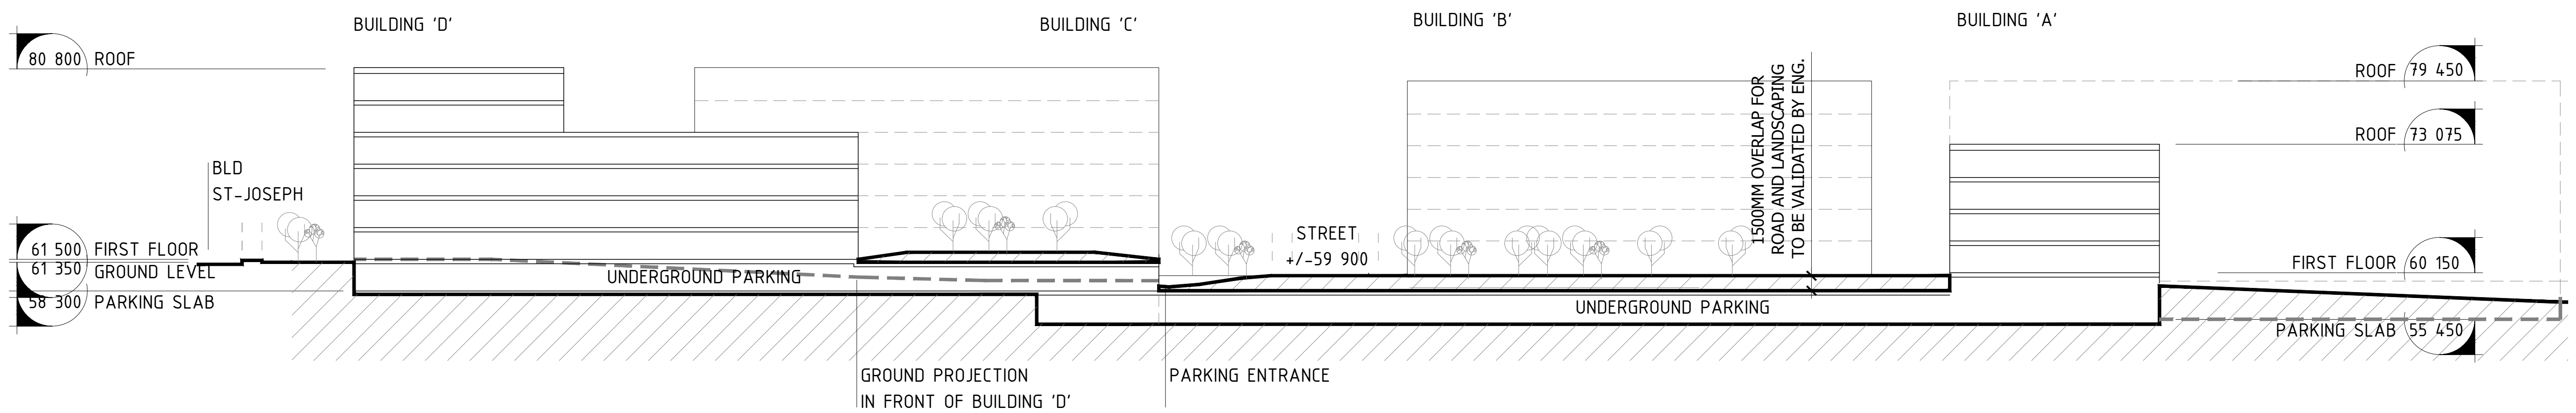 BUILDING 'D'
BUILDING 'C'
BUILDING 'B'
BUILDING 'A'
80 800 ROOF
ROOF 79 450
ROOF 73 075
1500MM OVERLAP FOR
ROAD AND LANDSCAPING
TO BE VALIDATED BY ENG.
BLD
ST-JOSEPH
61 500 FIRST FLOOR
61 350 GROUND LEVEL
58 300 PARKING SLAB
UNDERGROUND PARKING
STREET
+/-59 900
FIRST FLOOR 60 150
UNDERGROUND PARKING
PARKING SLAB 55 450
GROUND PROJECTION
IN FRONT OF BUILDING 'D'
PARKING ENTRANCE